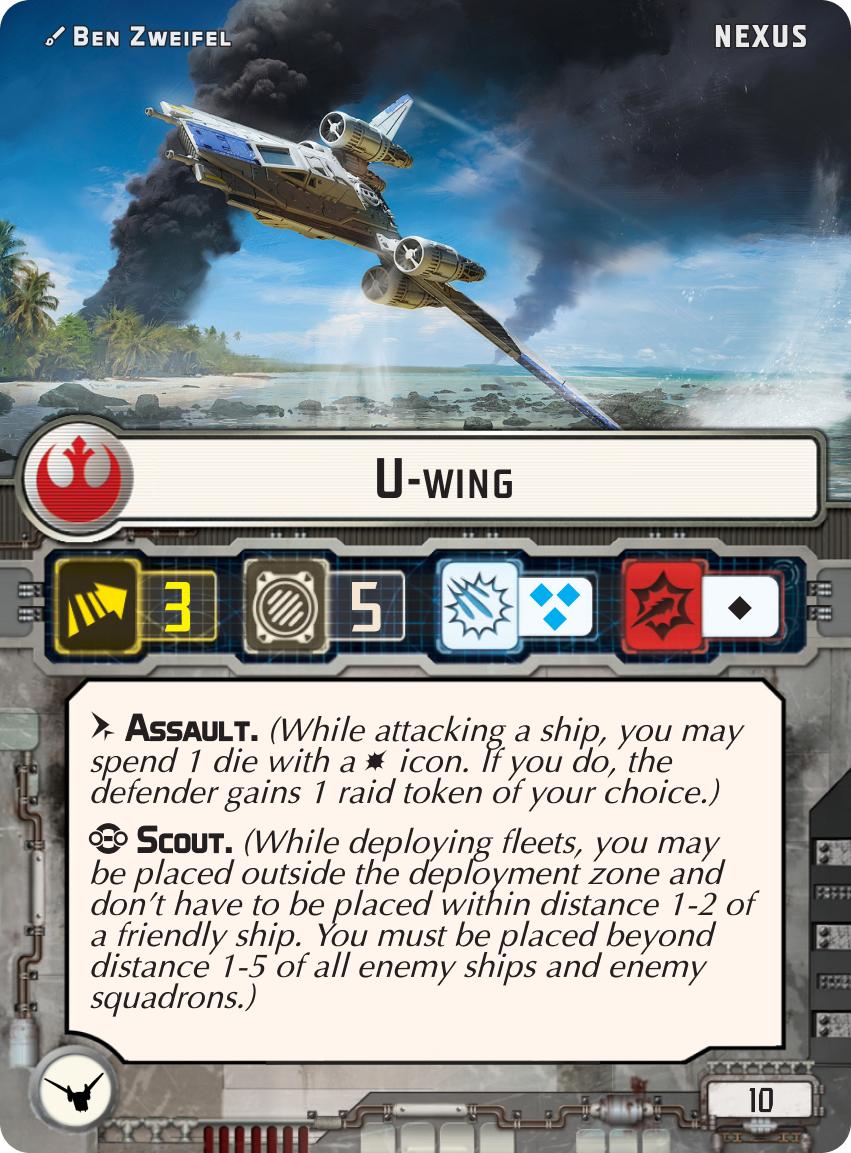 Ben Zweifel
NEXUS
U-wing
3
5
Assault. (While attacking a ship, you may
spend 1 die with a icon. If you do, the
defender gains 1 raid token of your choice.)
Scout. (While deploying fleets, you may
be placed outside the deployment zone and
don't have to be placed within distance 1-2 of
a friendly ship. You must be placed beyond
distance 1-5 of all enemy ships and enemy
squadrons.)
10